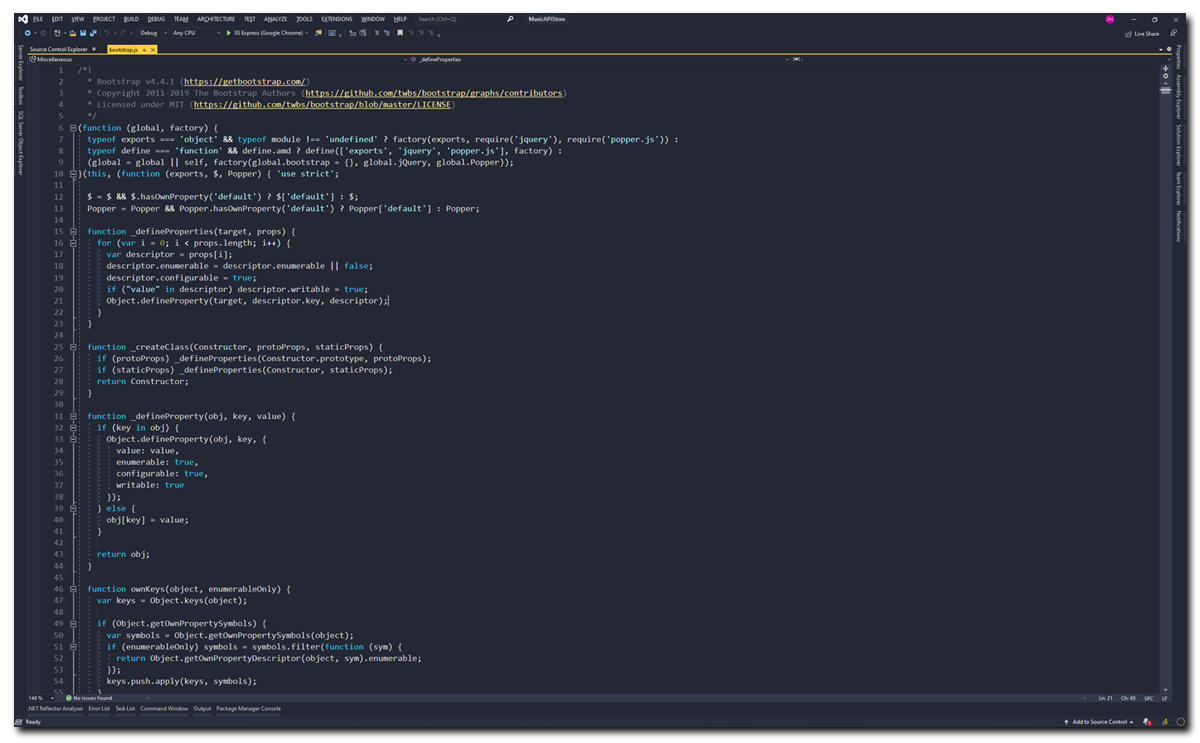 FILE EDIT VIEW PROJECT BUILD DEBUG TEAM ARCHITECTURE TEST ANALYZE TOOLS EXTENSIONS WINDOW HELP Search (Ctrl+Q) MusicAPIStore JH
Debug Any CPU IIS Express (Google Chrome) Live Share
Server Explorer
Toolbox
SQL Server Object Explorer
Source Control Explorer bootstrap.js
Miscellaneous _defineProperties
1 /*!
2 * Bootstrap v4.4.1 (https://getbootstrap.com/)
3 * Copyright 2011-2019 The Bootstrap Authors (https://github.com/twbs/bootstrap/graphs/contributors)
4 * Licensed under MIT (https://github.com/twbs/bootstrap/blob/master/LICENSE)
5 */
6 (function (global, factory) {
7 typeof exports === 'object' && typeof module !== 'undefined' ? factory(exports, require('jquery'), require('popper.js')) :
8 typeof define === 'function' && define.amd ? define(['exports', 'jquery', 'popper.js'], factory) :
9 (global = global || self, factory(global.bootstrap = {}, global.jQuery, global.Popper));
10 }(this, (function (exports, $, Popper) { 'use strict';
11
12 $ = $ && $.hasOwnProperty('default') ? $['default'] : $;
13 Popper = Popper && Popper.hasOwnProperty('default') ? Popper['default'] : Popper;
14
15 function _defineProperties(target, props) {
16 for (var i = 0; i < props.length; i++) {
17 var descriptor = props[i];
18 descriptor.enumerable = descriptor.enumerable || false;
19 descriptor.configurable = true;
20 if ("value" in descriptor) descriptor.writable = true;
21 Object.defineProperty(target, descriptor.key, descriptor);
22 }
23 }
24
25 function _createClass(Constructor, protoProps, staticProps) {
26 if (protoProps) _defineProperties(Constructor.prototype, protoProps);
27 if (staticProps) _defineProperties(Constructor, staticProps);
28 return Constructor;
29 }
30
31 function _defineProperty(obj, key, value) {
32 if (key in obj) {
33 Object.defineProperty(obj, key, {
34 value: value,
35 enumerable: true,
36 configurable: true,
37 writable: true
38 });
39 } else {
40 obj[key] = value;
41 }
42
43 return obj;
44 }
45
46 function ownKeys(object, enumerableOnly) {
47 var keys = Object.keys(object);
48
49 if (Object.getOwnPropertySymbols) {
50 var symbols = Object.getOwnPropertySymbols(object);
51 if (enumerableOnly) symbols = symbols.filter(function (sym) {
52 return Object.getOwnPropertyDescriptor(object, sym).enumerable;
53 });
54 keys.push.apply(keys, symbols);
55 }
Properties
Assembly Explorer
Solution Explorer
Team Explorer
Notifications
148 % No issues found Ln: 21 Ch: 65 SPC LF
.NET Reflector Analyzer Error List Task List Command Window Output Package Manager Console
Ready Add to Source Control 1